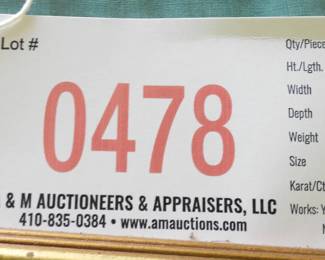 Lot #
0478
& M AUCTIONEERS & APPRAISERS, LLC
410-835-0384 • www.amauctions.com
Qty/Piece
Ht./Lgth.
Width
Depth
Weight
Size
Karat/Ct
Works: Y